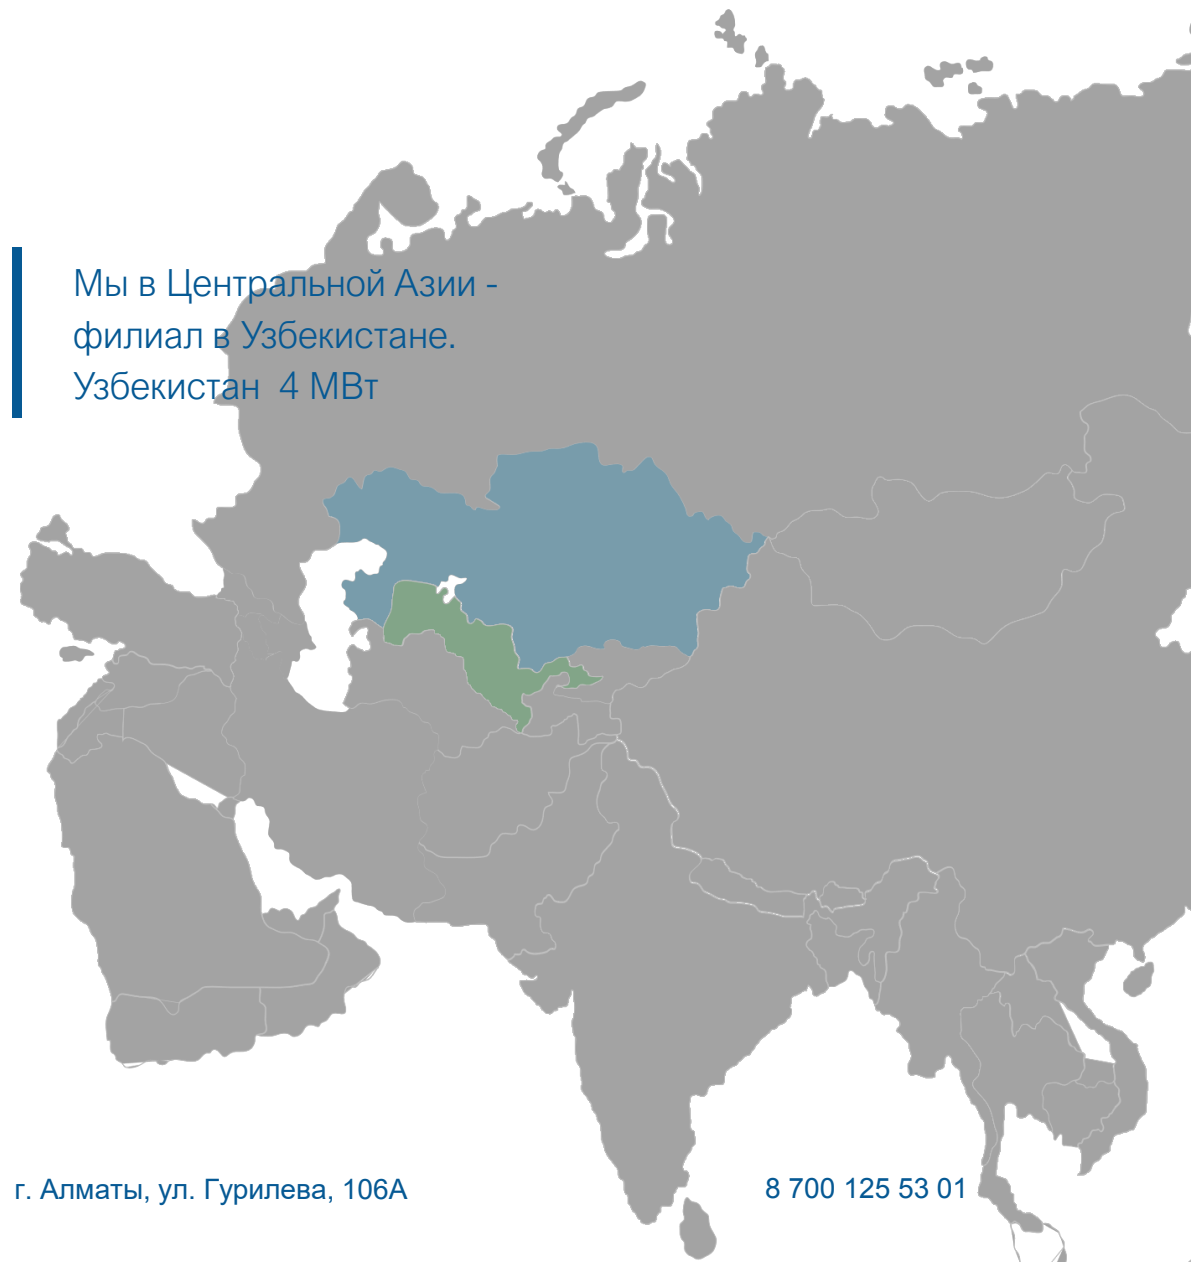 Мы в Центральной Азии -
филиал в Узбекистане.
Узбекистан 4 МВт
г. Алматы, ул. Гурилева, 106А
8 700 125 53 01